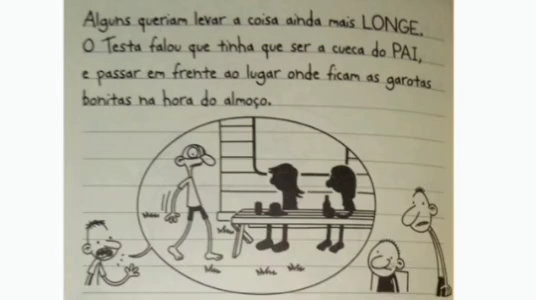 Alguns queriam levar a coisa ainda mais LONGE.
O Testa falou que tinha que ser a cueca do PAI,
e passar em frente ao lugar onde ficam as garotas
bonitas na hora do almoço.